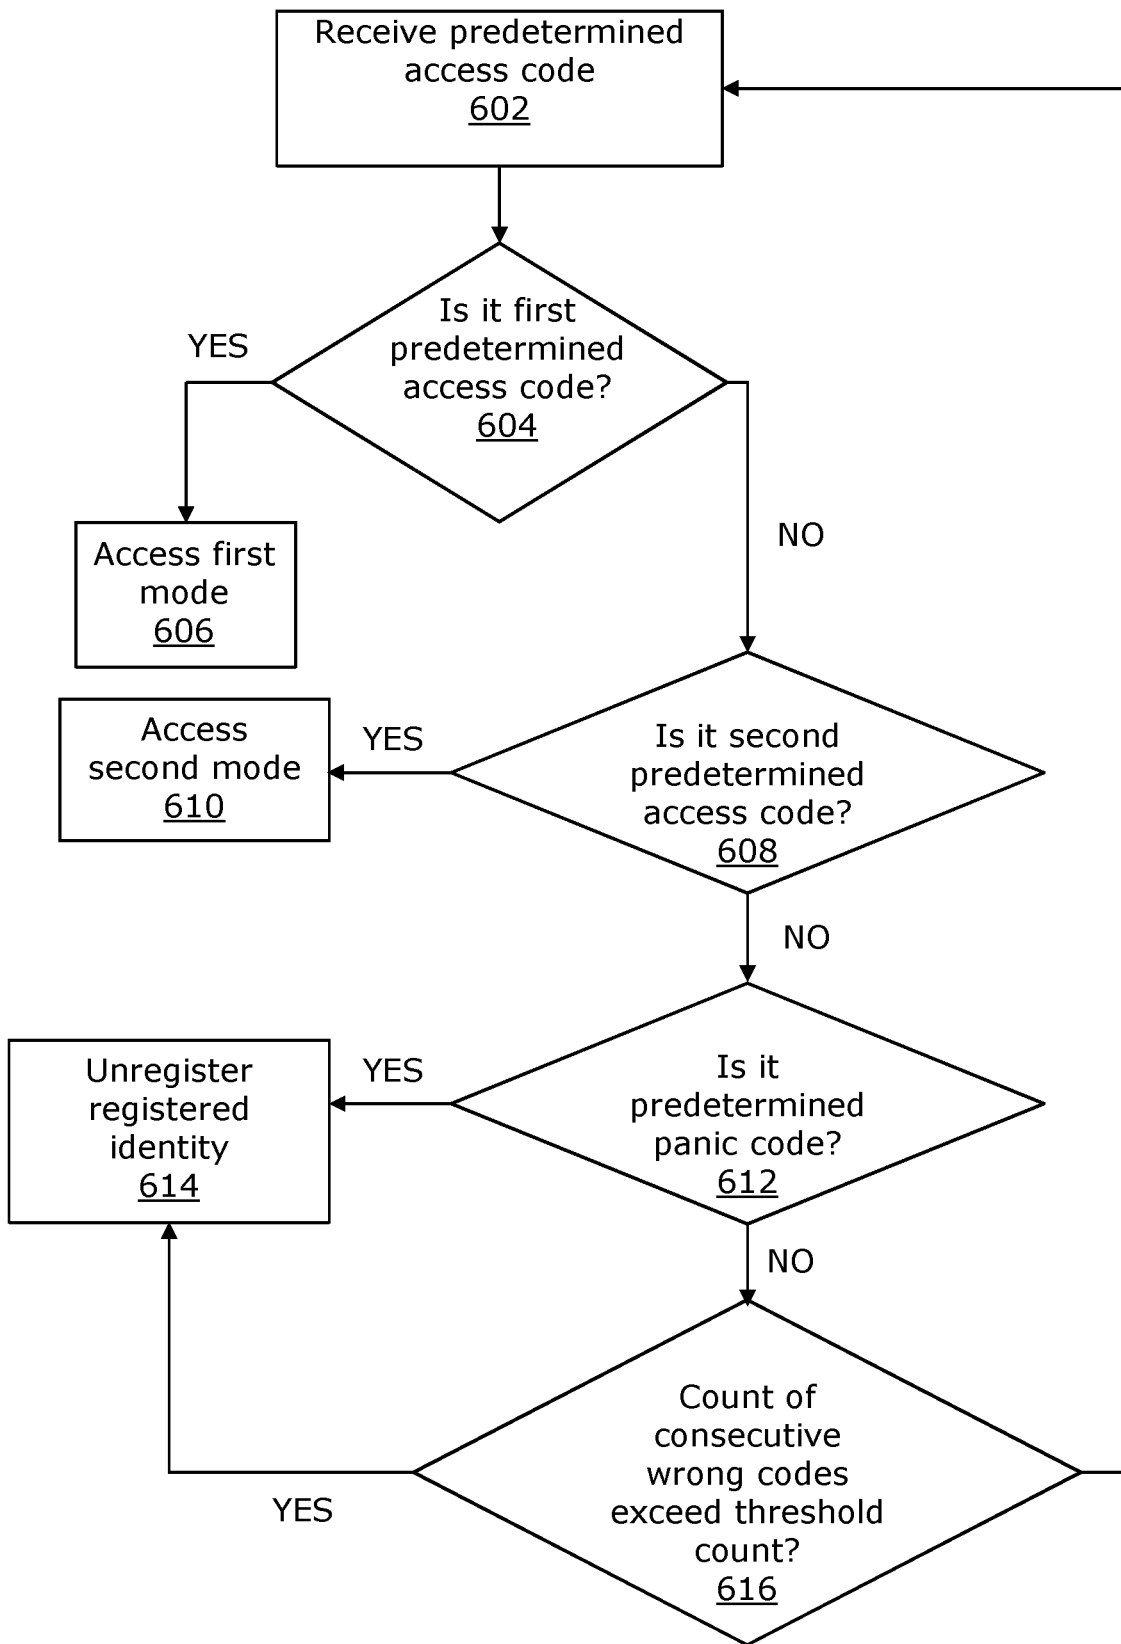 Receive predetermined
access code
602
Is it first
predetermined
access code?
604
YES
NO
Access first
mode
606
Is it second
predetermined
access code?
608
YES
Access
second mode
610
NO
Is it
predetermined
panic code?
612
YES
Unregister
registered
identity
614
NO
Count of
consecutive
wrong codes
exceed threshold
count?
616
YES